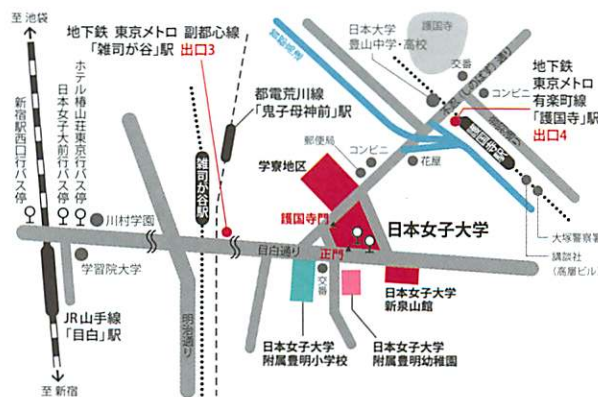 至 池袋
地下鉄 東京メトロ 副都心線
「雑司が谷」駅 出口3
日本大学
豊山中学・高校
護国寺
交番
コンビニ
地下鉄
東京メトロ
有楽町線
「護国寺」駅
出口4
都電荒川線
「鬼子母神前」駅
ホテル椿山荘東京行バス停
日本女子大前行バス停
新宿駅西口行バス停
雑司が谷駅
郵便局
コンビニ
花屋
護国寺駅
学寮地区
川村学園
護国寺門
日本女子大学
大塚警察署
講談社
(高層ビル)
目白通り
正門
学習院大学
交番
日本女子大学
新泉山館
JR山手線
「目白」駅
明治通り
日本女子大学
附属豊明小学校
日本女子大学
附属豊明幼稚園
至 新宿